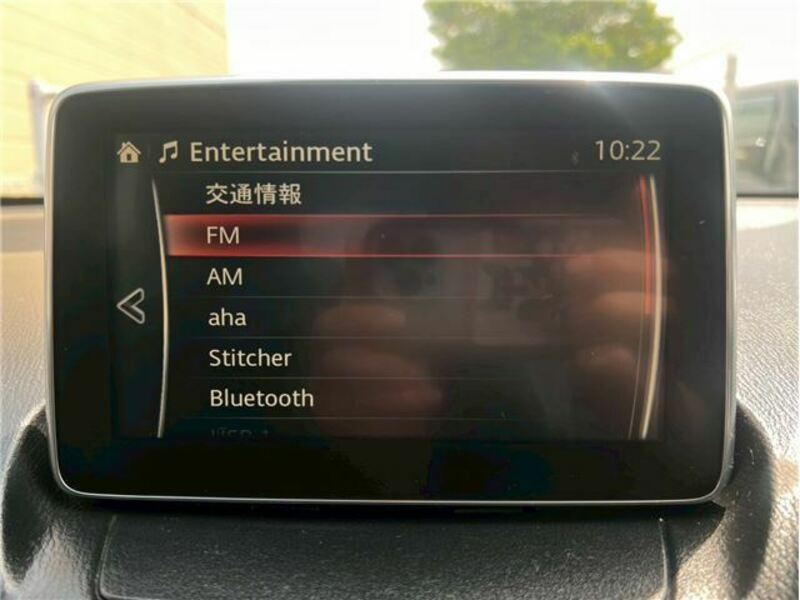 Entertainment 10:22
交通情報
FM
AM
aha
Stitcher
Bluetooth